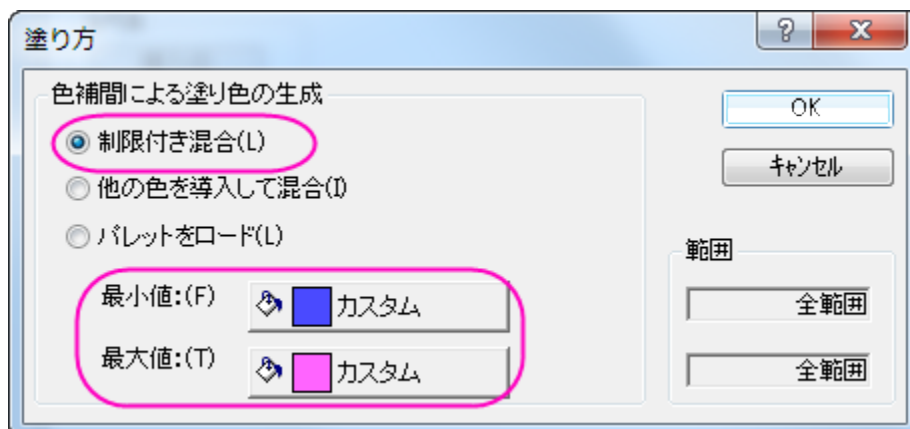 塗り方
色補間による塗り色の生成
制限付き混合(L)
他の色を導入して混合(I)
パレットをロード(L)
最小値:(F) カスタム
最大値:(T) カスタム
OK
キャンセル
範囲
全範囲
全範囲